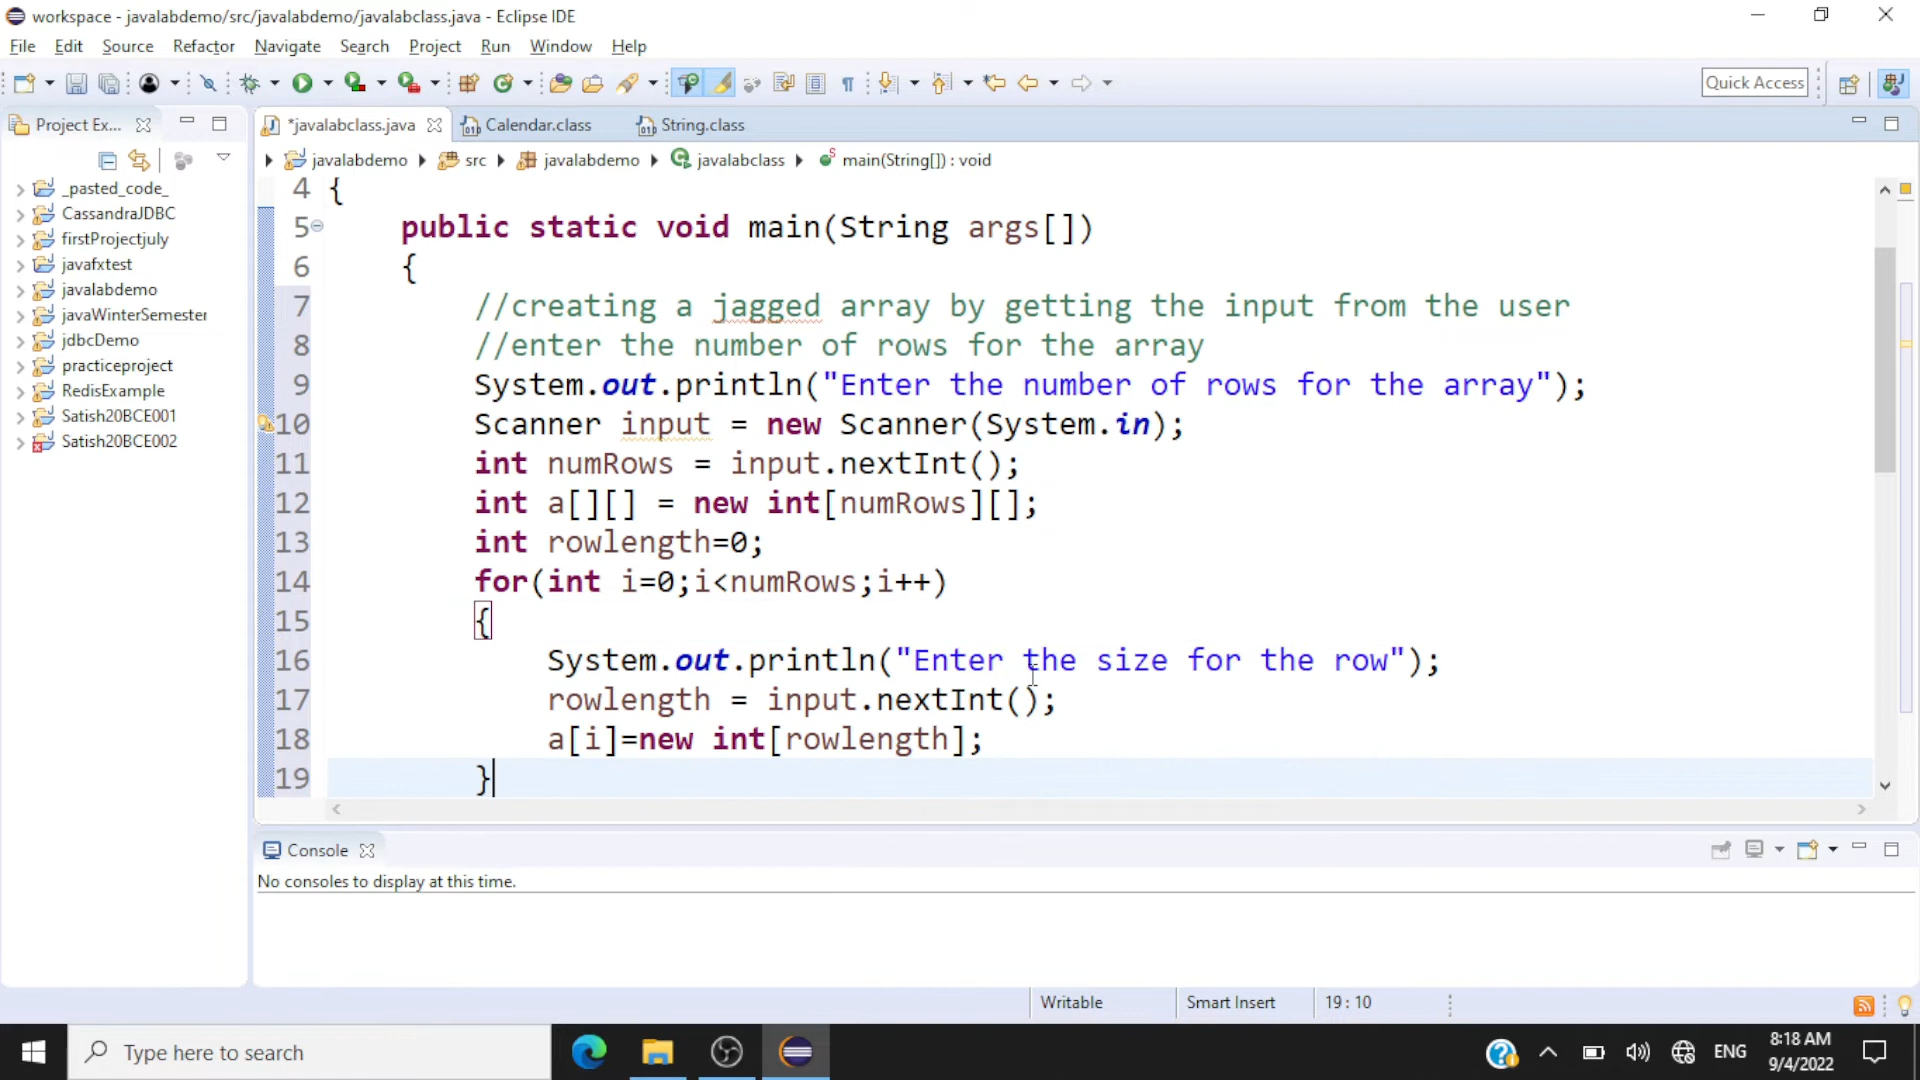 workspace - javalabdemo/src/javalabdemo/javalabclass.java - Eclipse IDE
File Edit Source Refactor Navigate Search Project Run Window Help
Quick Access
Project Ex...
*javalabclass.java Calendar.class String.class
javalabdemo src javalabdemo javalabclass main(String[]) : void
_pasted_code_
CassandraJDBC
firstProjectjuly
javafxtest
javalabdemo
javaWinterSemester
jdbcDemo
practiceproject
RedisExample
Satish20BCE001
Satish20BCE002
4 {
5 public static void main(String args[])
6 {
7 //creating a jagged array by getting the input from the user
8 //enter the number of rows for the array
9 System.out.println("Enter the number of rows for the array");
10 Scanner input = new Scanner(System.in);
11 int numRows = input.nextInt();
12 int a[][] = new int[numRows][];
13 int rowlength=0;
14 for(int i=0;i<numRows;i++)
15 {
16 System.out.println("Enter the size for the row");
17 rowlength = input.nextInt();
18 a[i]=new int[rowlength];
19 }
Console
No consoles to display at this time.
Writable Smart Insert 19 : 10
Type here to search
ENG
8:18 AM
9/4/2022